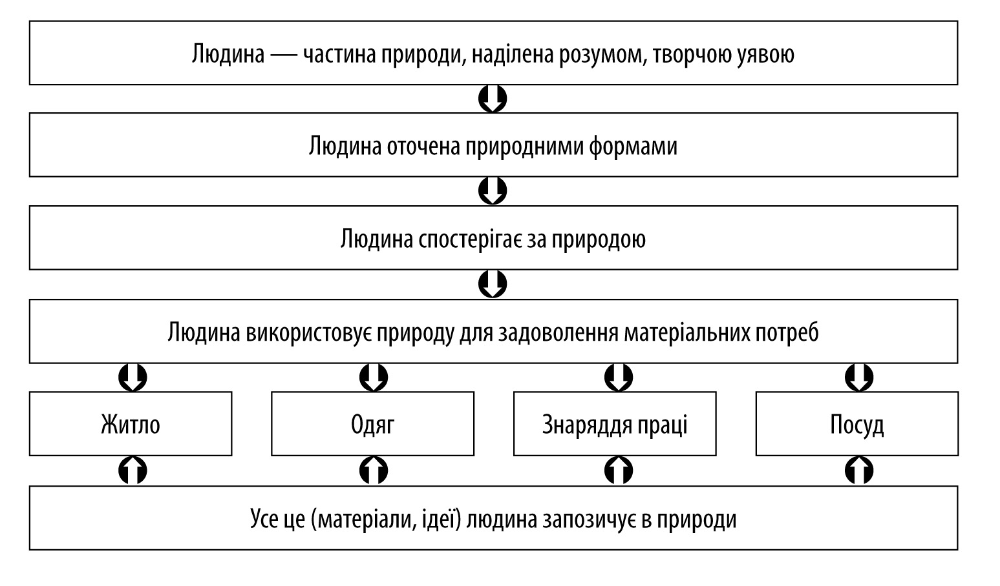 Людина — частина природи, наділена розумом, творчою уявою
Людина оточена природними формами
Людина спостерігає за природою
Людина використовує природу для задоволення матеріальних потреб
Житло
Одяг
Знаряддя праці
Посуд
Усе це (матеріали, ідеї) людина запозичує в природи